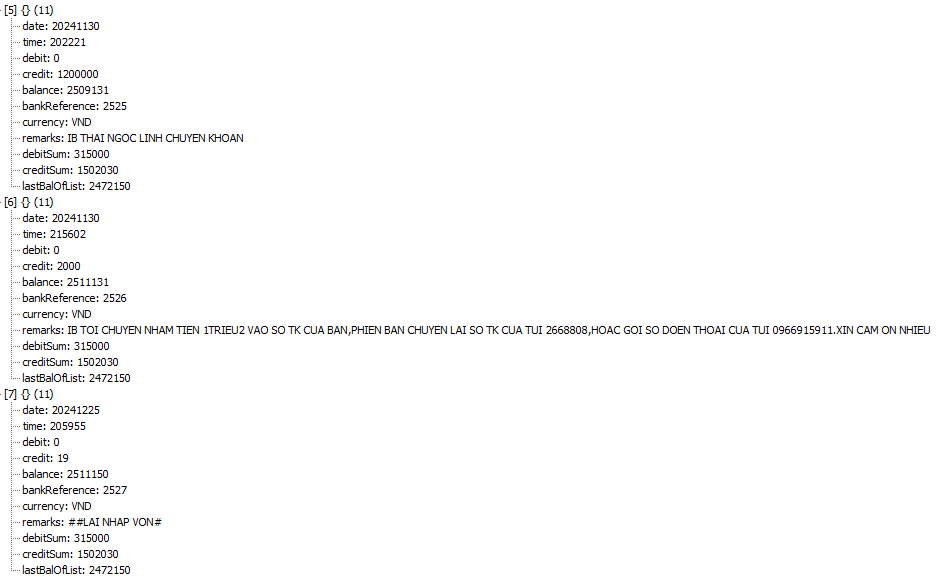 [5] {} (11)
date: 20241130
time: 202221
debit: 0
credit: 1200000
balance: 2509131
bankReference: 2525
currency: VND
remarks: IB THAI NGOC LINH CHUYEN KHOAN
debitSum: 315000
creditSum: 1502030
lastBalOfList: 2472150
[6] {} (11)
date: 20241130
time: 215602
debit: 0
credit: 2000
balance: 2511131
bankReference: 2526
currency: VND
remarks: IB TOI CHUYEN NHAM TIEN 1TRIEU2 VAO SO TK CUA BAN,PHIEN BAN CHUYEN LAI SO TK CUA TUI 2668808,HOAC GOI SO DOEN THOAI CUA TUI 0966915911.XIN CAM ON NHIEU
debitSum: 315000
creditSum: 1502030
lastBalOfList: 2472150
[7] {} (11)
date: 20241225
time: 205955
debit: 0
credit: 19
balance: 2511150
bankReference: 2527
currency: VND
remarks: ##LAI NHAP VON#
debitSum: 315000
creditSum: 1502030
lastBalOfList: 2472150